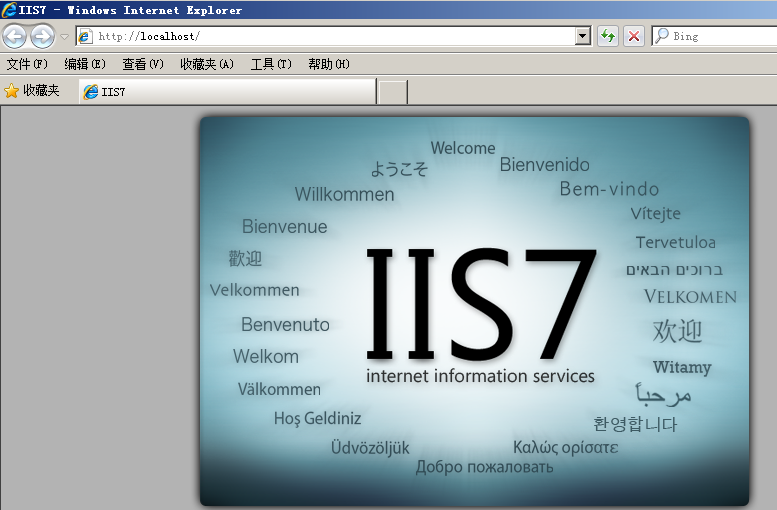 IIS7 - Windows Internet Explorer
http://localhost/
Bing
文件(F) 编辑(E) 查看(V) 收藏夹(A) 工具(T) 帮助(H)
收藏夹 IIS7
Welcome
ようこそ
Bienvenido
Willkommen
Bem-vindo
Vítejte
Bienvenue
Tervetuloa
歡迎
ברוכים הבאים
Velkommen
VELKOMEN
Benvenuto
欢迎
Welkom
Witamy
Välkommen
مرحباً
Hoş Geldiniz
환영합니다
Üdvözöljük
Καλώς ορίσατε
Добро пожаловать
IIS7
internet information services